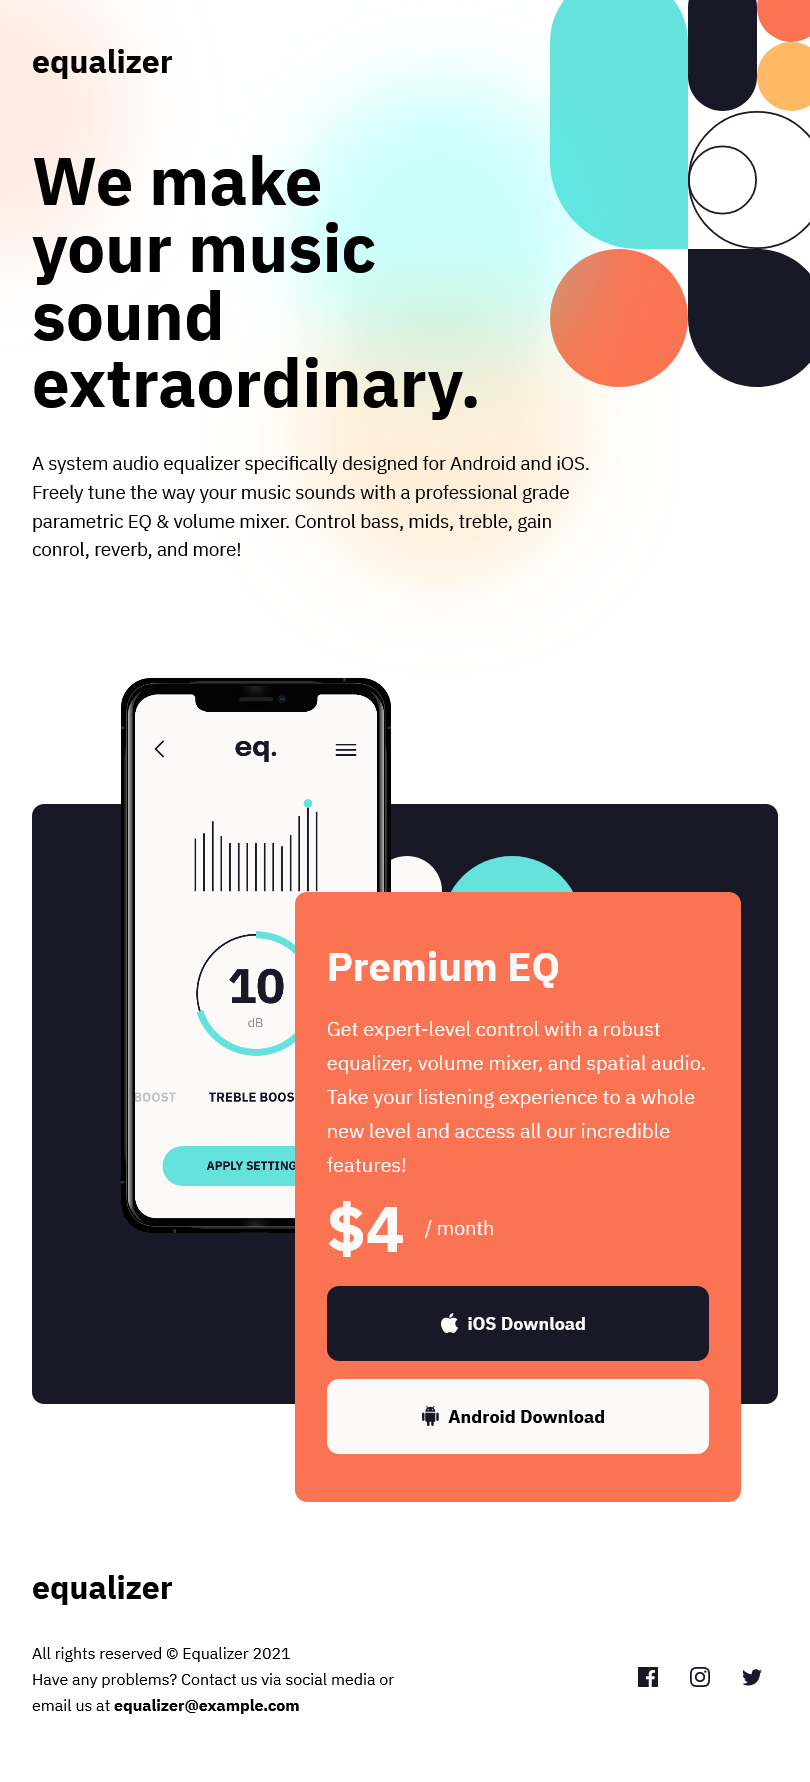 equalizer
We make
your music
sound
extraordinary.
A system audio equalizer specifically designed for Android and iOS.
Freely tune the way your music sounds with a professional grade
parametric EQ & volume mixer. Control bass, mids, treble, gain
conrol, reverb, and more!
eq.
10
dB
BOOST TREBLE BOOS
APPLY SETTING
Premium EQ
Get expert-level control with a robust
equalizer, volume mixer, and spatial audio.
Take your listening experience to a whole
new level and access all our incredible
features!
$4 / month
iOS Download
Android Download
equalizer
All rights reserved © Equalizer 2021
Have any problems? Contact us via social media or
email us at equalizer@example.com